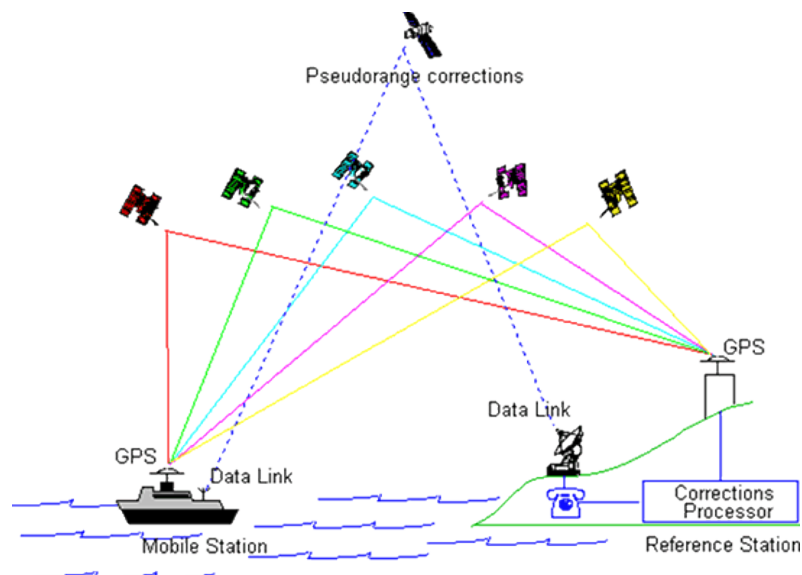 Pseudorange corrections
GPS
Data Link
GPS
Data Link
Corrections
Processor
Mobile Station
Reference Station